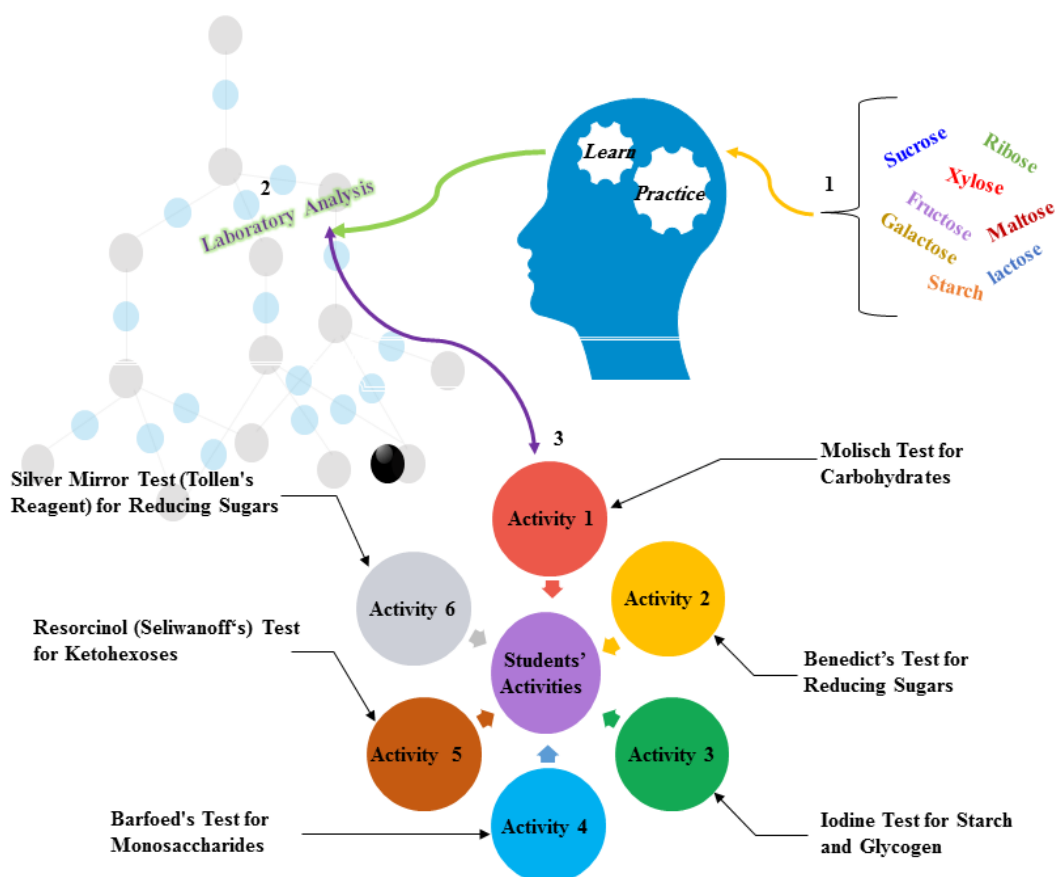 1
Sucrose
Ribose
Xylose
Fructose
Maltose
Galactose
lactose
Starch
Learn
Practice
2
Laboratory Analysis
3
Molisch Test for
Carbohydrates
Silver Mirror Test (Tollen's
Reagent) for Reducing Sugars
Activity 1
Activity 6
Activity 2
Resorcinol (Seliwanoff‘s) Test
for Ketohexoses
Students’
Activities
Benedict’s Test for
Reducing Sugars
Activity 5
Activity 3
Barfoed's Test for
Monosaccharides
Activity 4
Iodine Test for Starch
and Glycogen